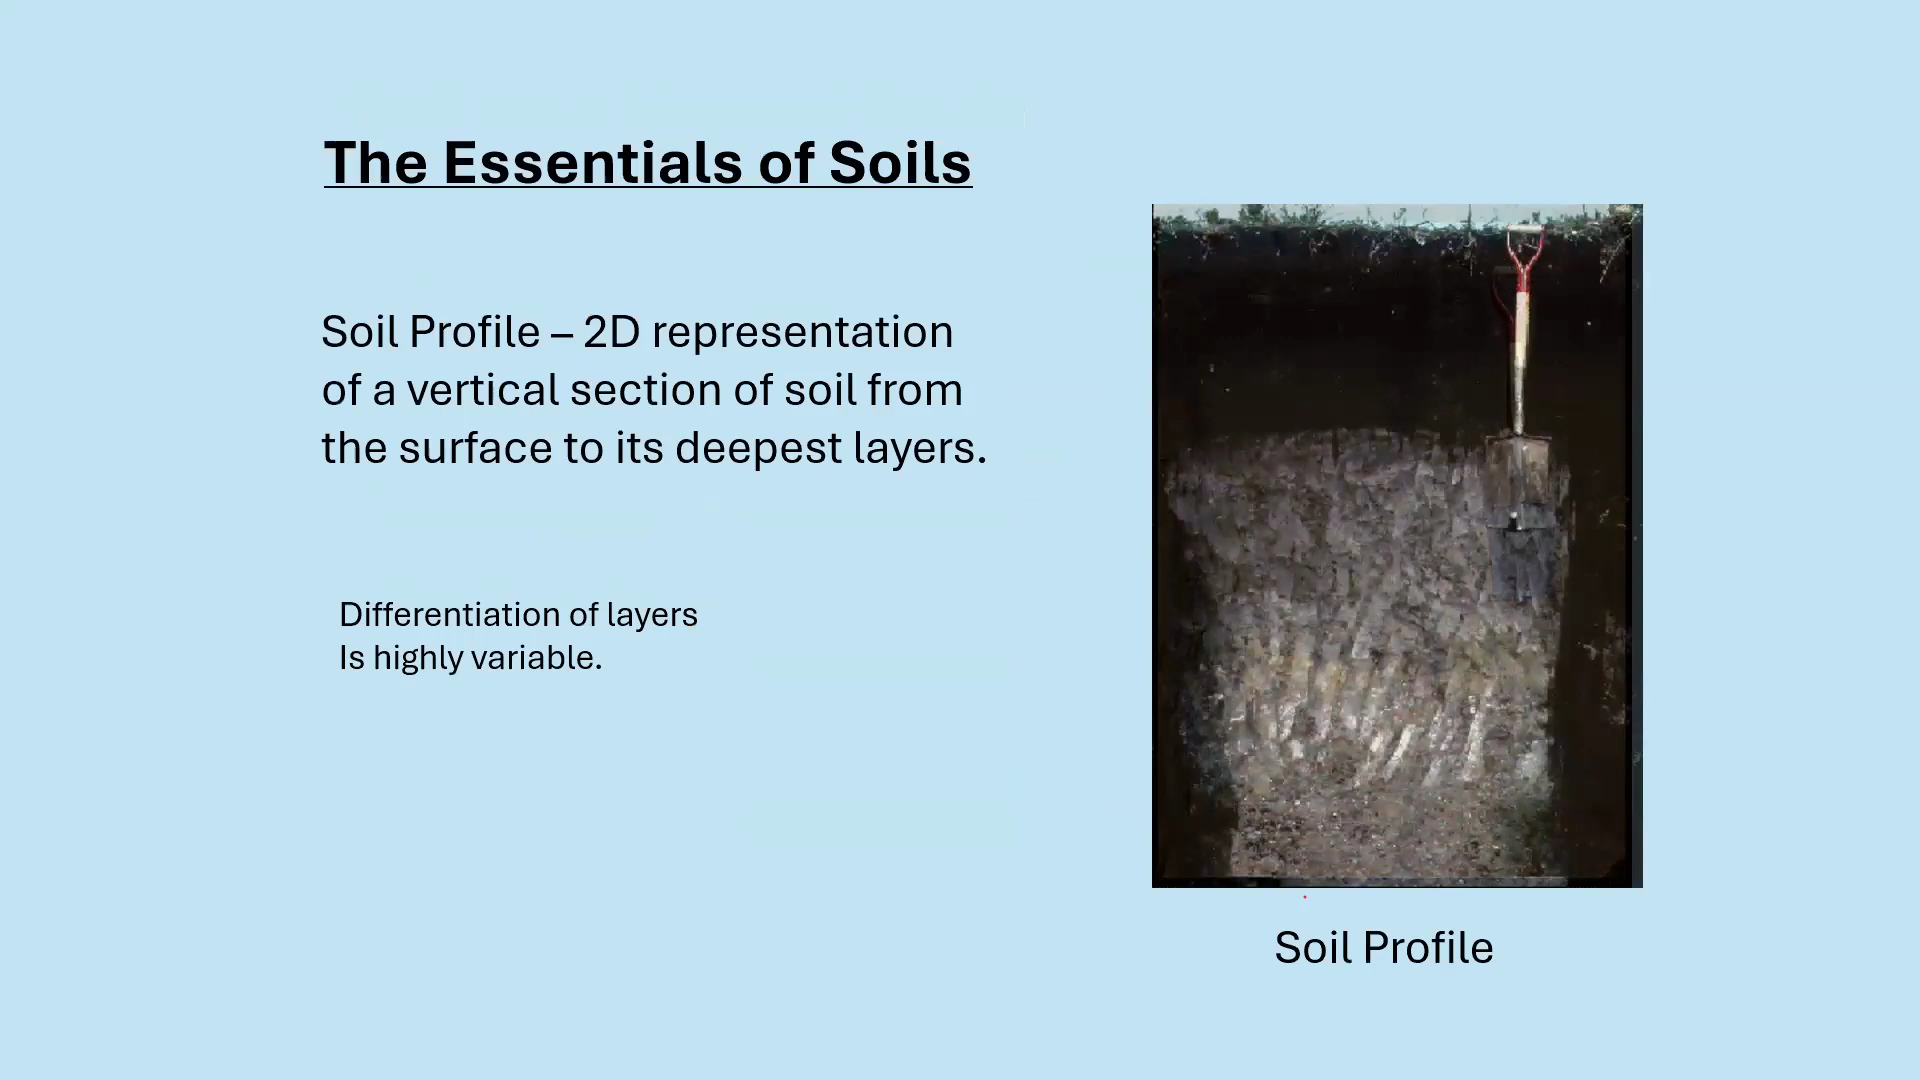 The Essentials of Soils
Soil Profile – 2D representation
of a vertical section of soil from
the surface to its deepest layers.
Differentiation of layers
Is highly variable.
Soil Profile